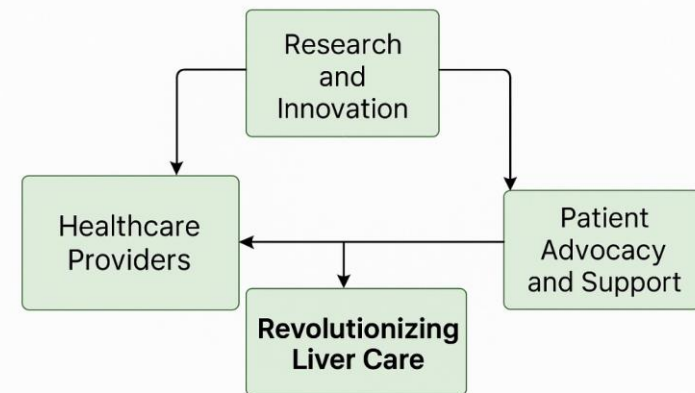 Research
and
Innovation
Healthcare
Providers
Patient
Advocacy
and Support
Revolutionizing
Liver Care